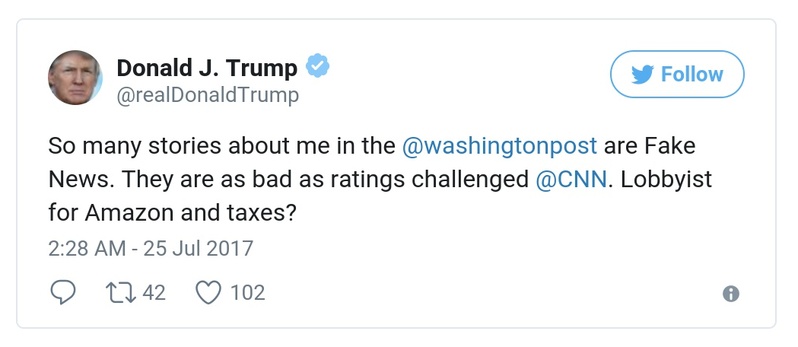 Donald J. Trump
Follow
@realDonaldTrump
So many stories about me in the @washingtonpost are Fake
News. They are as bad as ratings challenged @CNN. Lobbyist
for Amazon and taxes?
2:28 AM - 25 Jul 2017
42 102